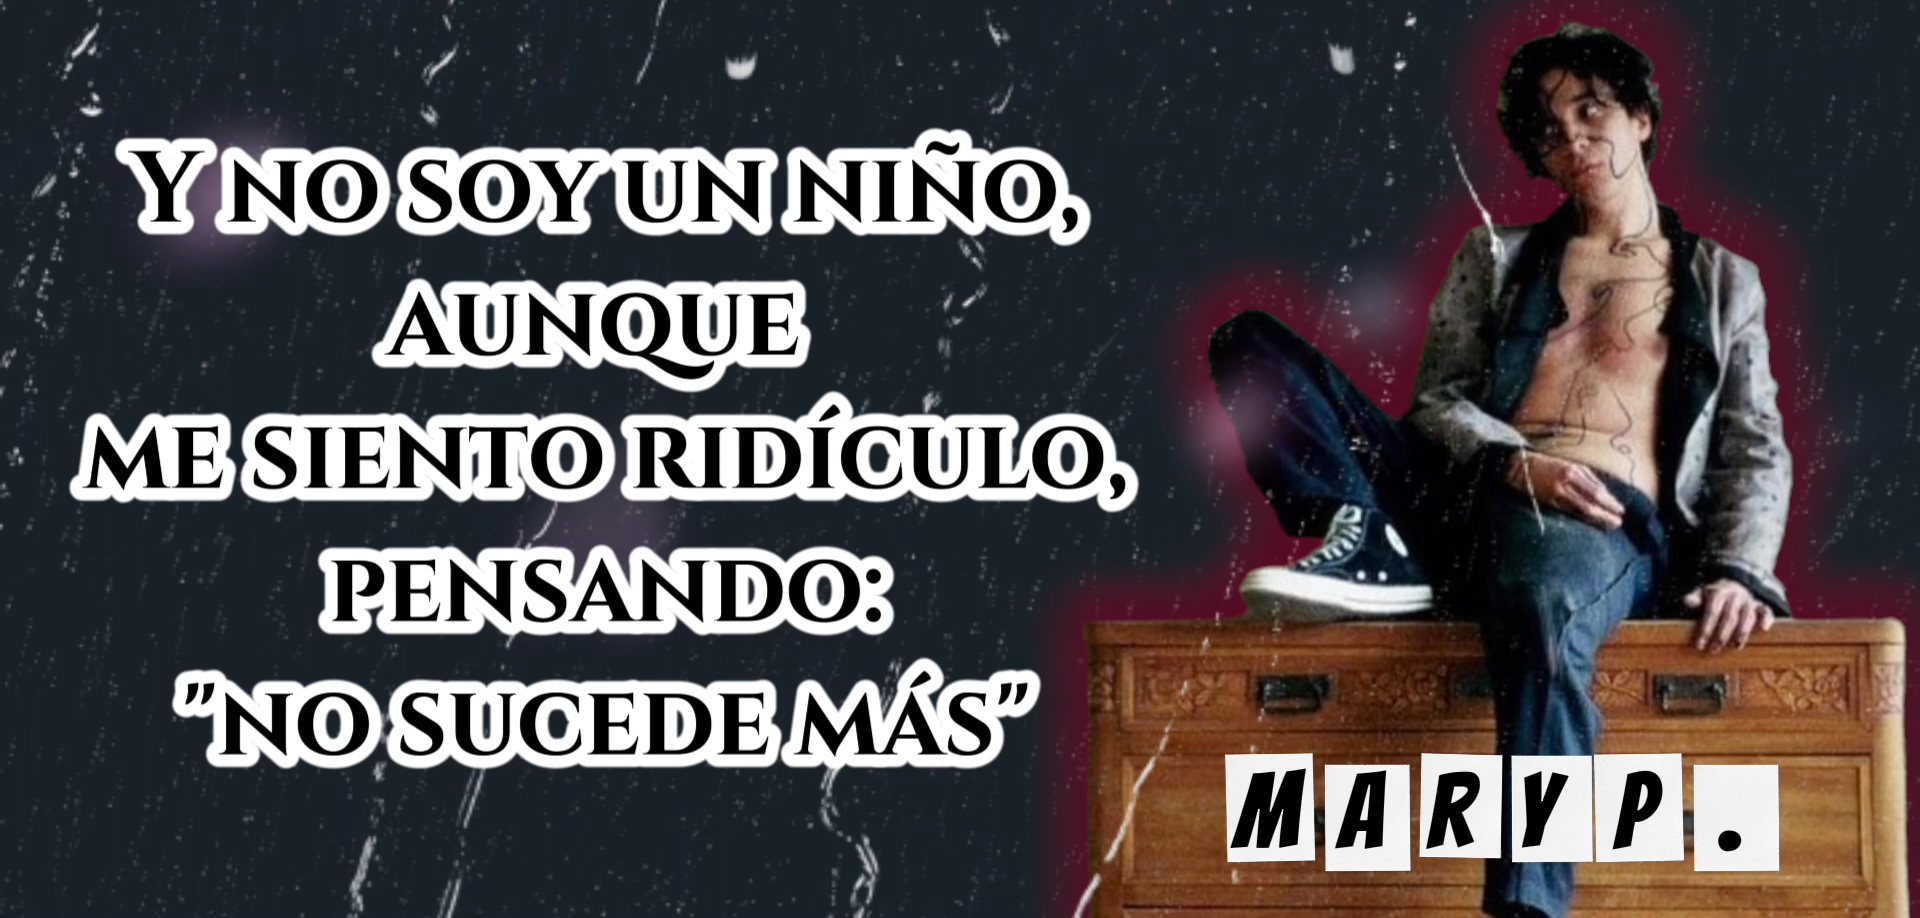 Y NO SOY UN NIÑO,
AUNQUE
ME SIENTO RIDÍCULO,
PENSANDO:
"NO SUCEDE MÁS"
MARY P.